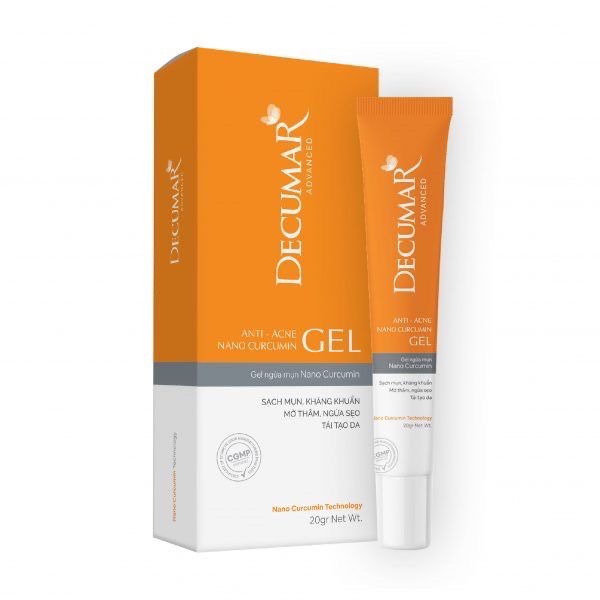 DECUMAR
ADVANCED
DECUMAR
ADVANCED
ANTI - ACNE
NANO CURCUMIN GEL
Gel ngừa mụn Nano Curcumin
SẠCH MỤN, KHÁNG KHUẨN
MỜ THÂM, NGỪA SẸO
TÁI TẠO DA
CGMP
Nano Curcumin Technology
20gr Net Wt.
Nano Curcumin Technology
DECUMAR
ADVANCED
ANTI - ACNE
NANO CURCUMIN
GEL
Gel ngừa mụn
Nano Curcumin
Sạch mụn, kháng khuẩn
Mờ thâm, ngừa sẹo
Tái tạo da
Nano Curcumin Technology
20gr Net Wt.
CGMP